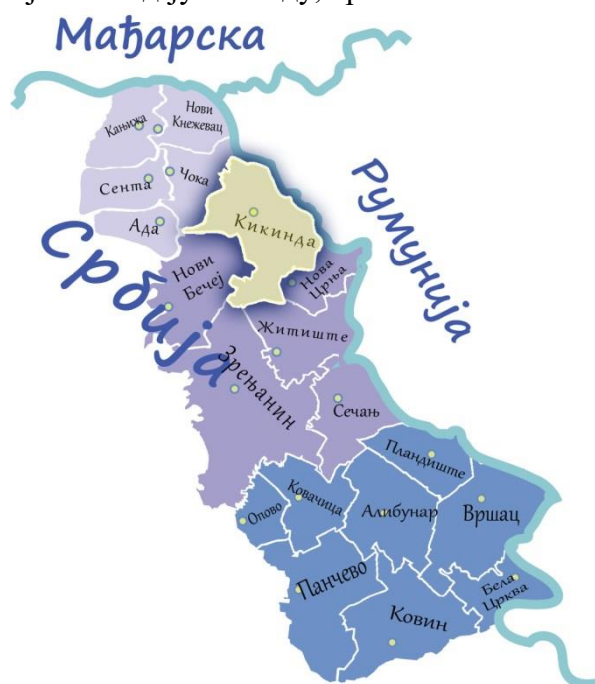 Мађарска
Нови
Кнежевац
Кањижа
Сента
Чока
Ада
Кикинда
Румунија
Србија
Нови
Бечеј
Нова
Црња
Житиште
Зрењанин
Сечањ
Пландиште
Опово
Ковачица
Алибунар
Вршац
Панчево
Бела
Црква
Ковин